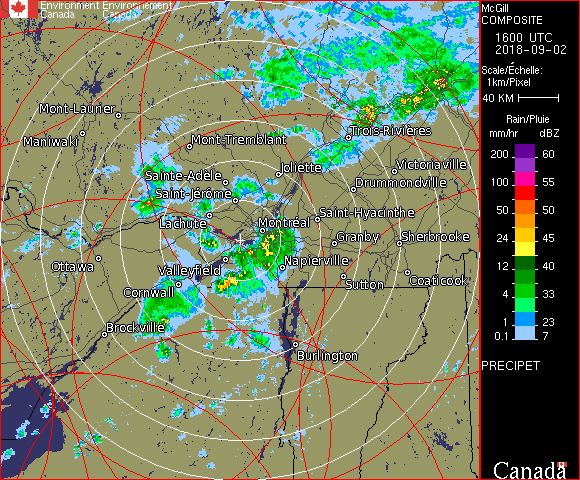 Environment Environnement
Canada Canada
McGill
COMPOSITE
1600 UTC
2018-09-02
Scale/Échelle:
1km/Pixel
40 KM
Rain/Pluie
mm/hr dBZ
200 60
100 55
50 50
24 45
12 40
4 33
1 23
0.1 7
PRECIPET
Canada
Mont-Laurier
Maniwaki
Mont-Tremblant
Trois-Rivières
Joliette
Victoriaville
Sainte-Adèle
Drummondville
Saint-Jérôme
Saint-Hyacinthe
Lachute
Montréal
Granby
Sherbrooke
Ottawa
Valleyfield
Napierville
Sutton
Coaticook
Cornwall
Brockville
Burlington